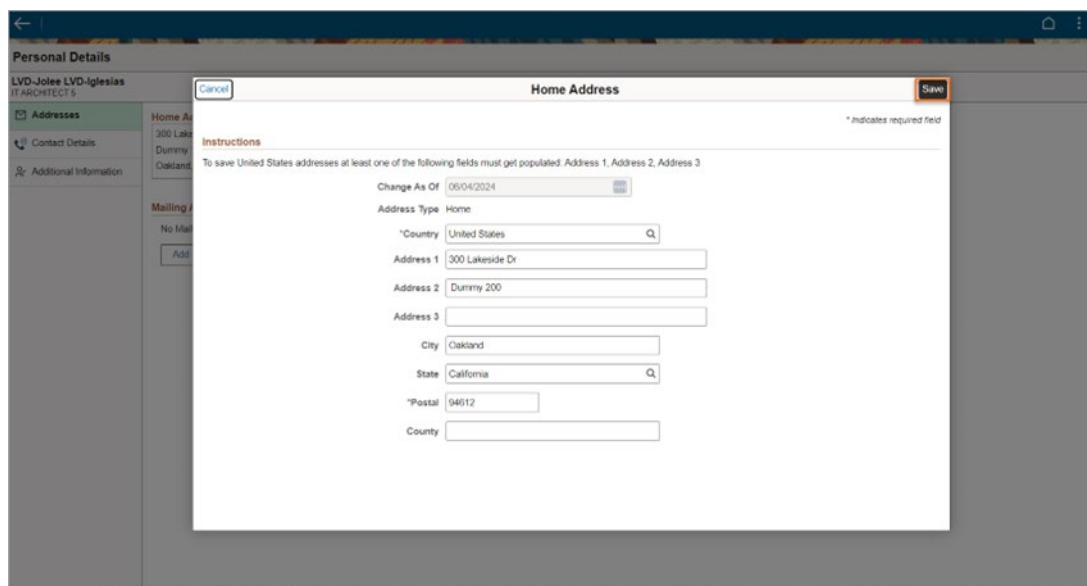 Personal Details
LVD-Jolee LVD-Iglesias
IT ARCHITECT 5
Addresses
Contact Details
Additional Information
Home
300 Lake
Dummy
Oakland
Mailing
No Mail
Add
Cancel
Home Address
Save
* Indicates required field
Instructions
To save United States addresses at least one of the following fields must get populated: Address 1, Address 2, Address 3
Change As Of 06/04/2024
Address Type Home
*Country United States
Address 1 300 Lakeside Dr
Address 2 Dummy 200
Address 3
City Oakland
State California
*Postal 94612
County